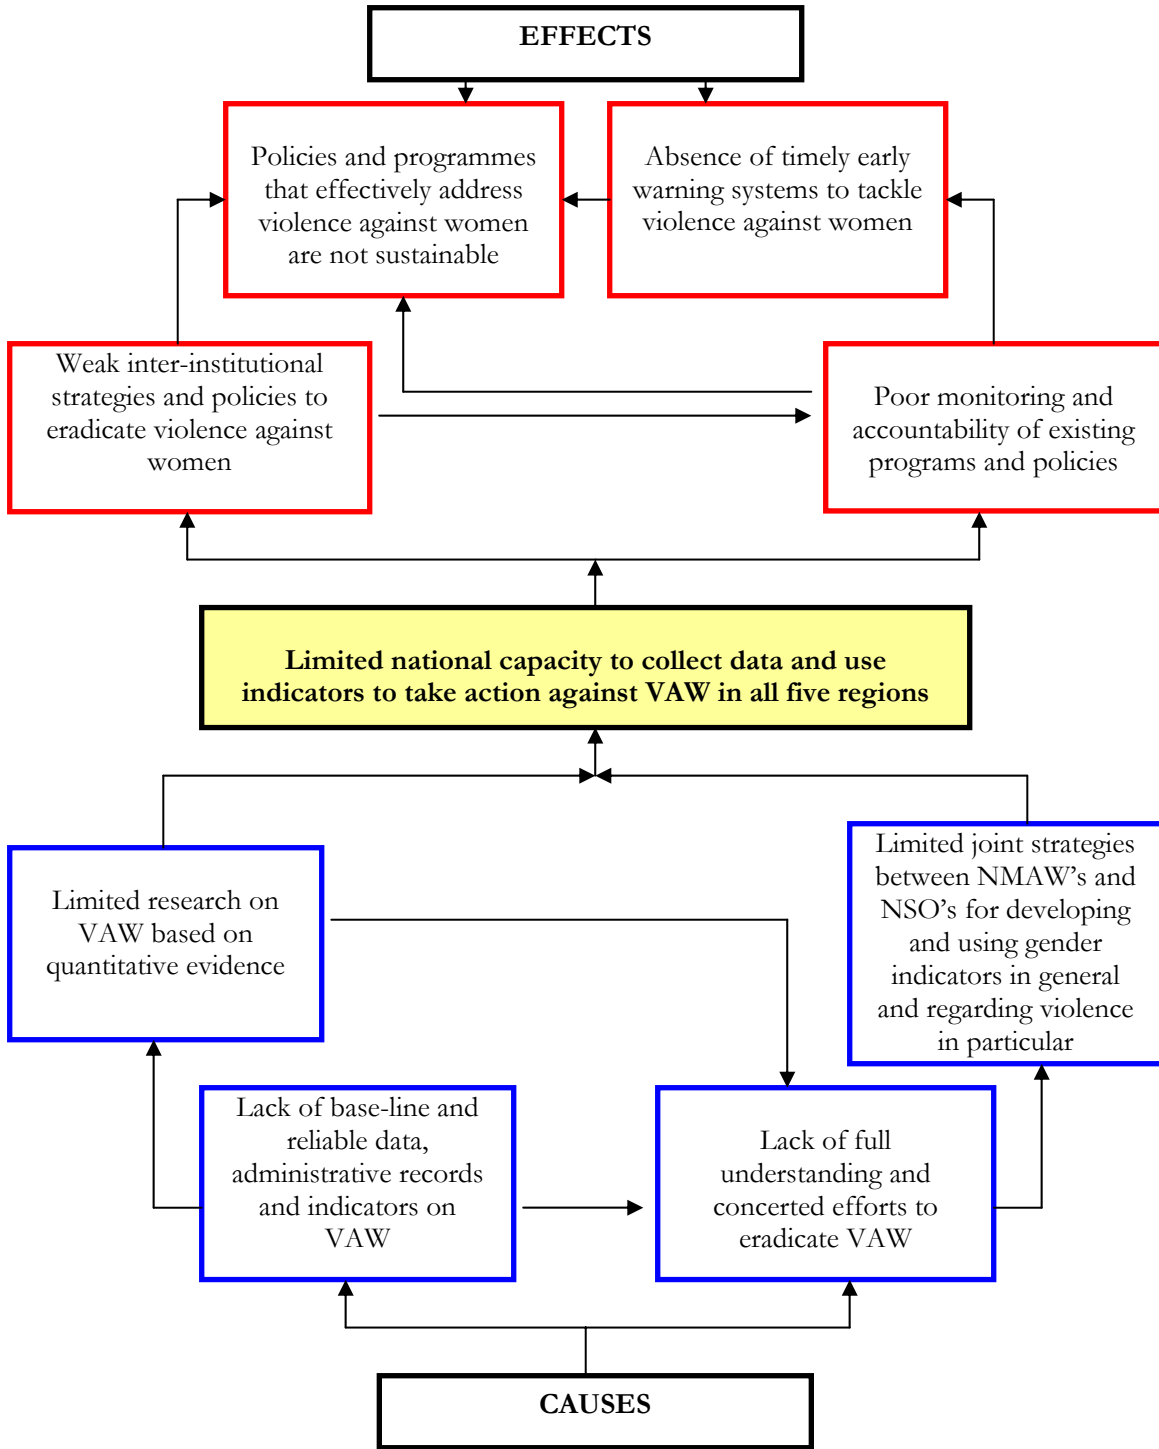 EFFECTS
Policies and programmes
that effectively address
violence against women
are not sustainable
Absence of timely early
warning systems to tackle
violence against women
Weak inter-institutional
strategies and policies to
eradicate violence against
women
Poor monitoring and
accountability of existing
programs and policies
Limited national capacity to collect data and use
indicators to take action against VAW in all five regions
Limited research on
VAW based on
quantitative evidence
Limited joint strategies
between NMAW’s and
NSO’s for developing
and using gender
indicators in general
and regarding violence
in particular
Lack of base-line and
reliable data,
administrative records
and indicators on
VAW
Lack of full
understanding and
concerted efforts to
eradicate VAW
CAUSES